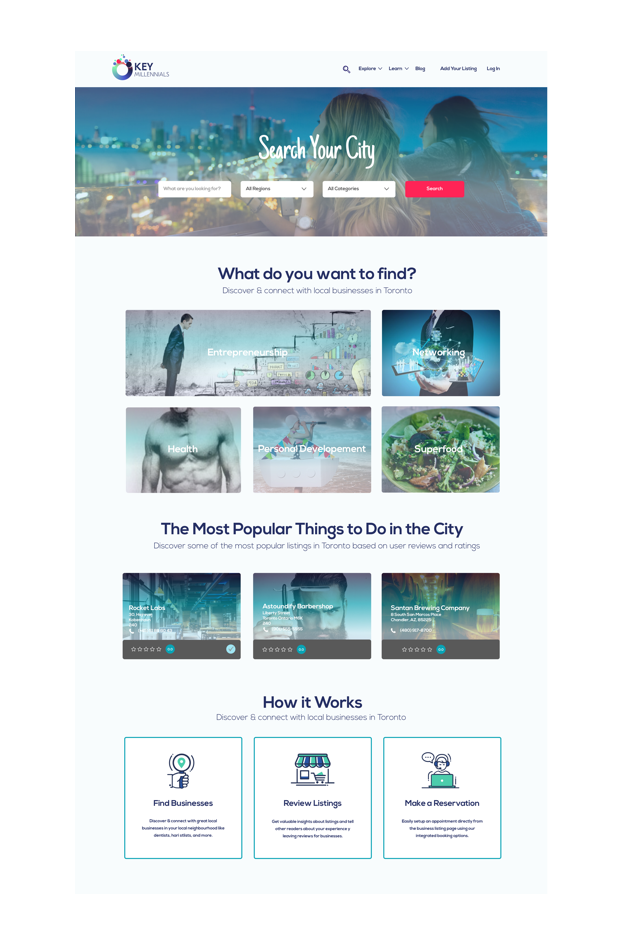 KEY
MILLENNIALS
Explore
Learn
Blog
Add Your Listing
Log In
Search Your City
What are you looking for?
All Regions
All Categories
Search
What do you want to find?
Discover & connect with local businesses in Toronto
Entrepreneurship
Networking
Health
Personal Developement
Superfood
The Most Popular Things to Do in the City
Discover some of the most popular listings in Toronto based on user reviews and ratings
Rocket Labs
Astoundify Barbershop
Liberty Street
Santan Brewing Company
8 South San Marcos Place
Chandler, AZ, 85225
(480) 917-8700
How it Works
Discover & connect with local businesses in Toronto
Find Businesses
Discover & connect with great local
businesses in your local neighbourhood like
dentists, hari stlists, and more.
Review Listings
Get valuable insights about listings and tell
other readers about your experience y
leaving reviews for businesses.
Make a Reservation
Easily setup an appointment directly from
the business listing page using our
integrated booking options.